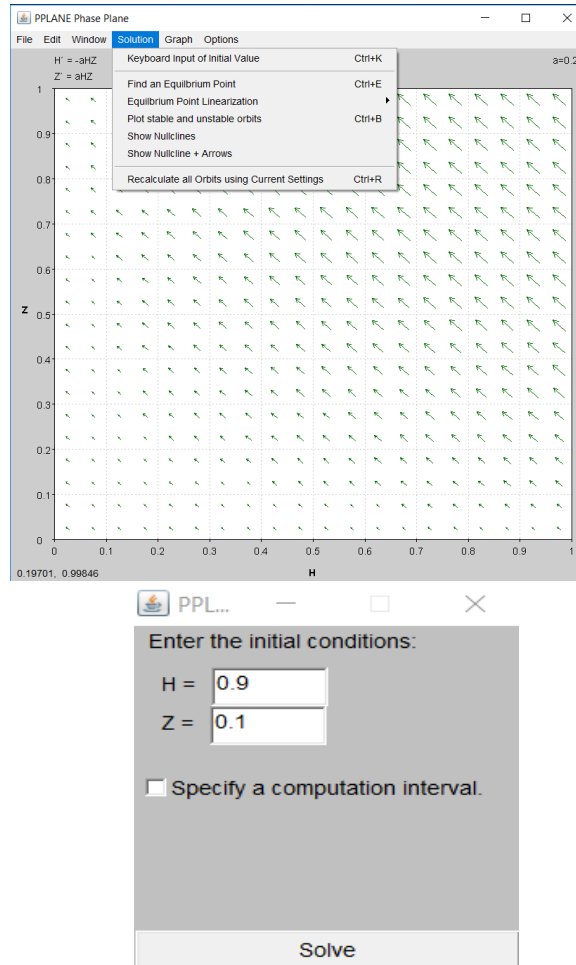 PPLANE Phase Plane
File Edit Window Solution Graph Options
H' = -aHZ
Z' = aHZ
a=0.2
Keyboard Input of Initial Value Ctrl+K
Find an Equilbrium Point Ctrl+E
Equilbrium Point Linearization
Plot stable and unstable orbits Ctrl+B
Show Nullclines
Show Nullcline + Arrows
Recalculate all Orbits using Current Settings Ctrl+R
1
0.9
0.8
0.7
0.6
Z
0.5
0.4
0.3
0.2
0.1
0
0 0.1 0.2 0.3 0.4 0.5 0.6 0.7 0.8 0.9 1
0.19701, 0.99846
H
PPL...
Enter the initial conditions:
H = 0.9
Z = 0.1
Specify a computation interval.
Solve